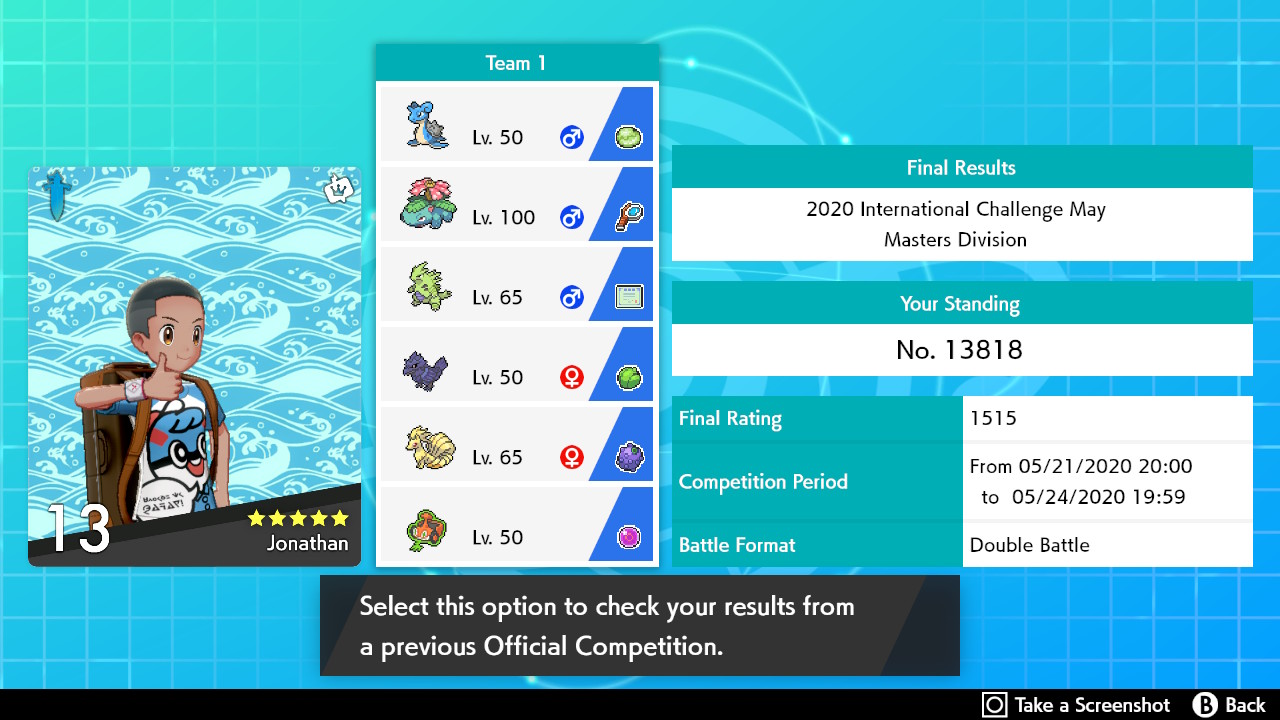 Team 1
Lv. 50
Lv. 100
Lv. 65
Lv. 50
Lv. 65
Lv. 50
13
Jonathan
Final Results
2020 International Challenge May
Masters Division
Your Standing
No. 13818
Final Rating
1515
Competition Period
From 05/21/2020 20:00
to 05/24/2020 19:59
Battle Format
Double Battle
Select this option to check your results from
a previous Official Competition.
Take a Screenshot
B Back